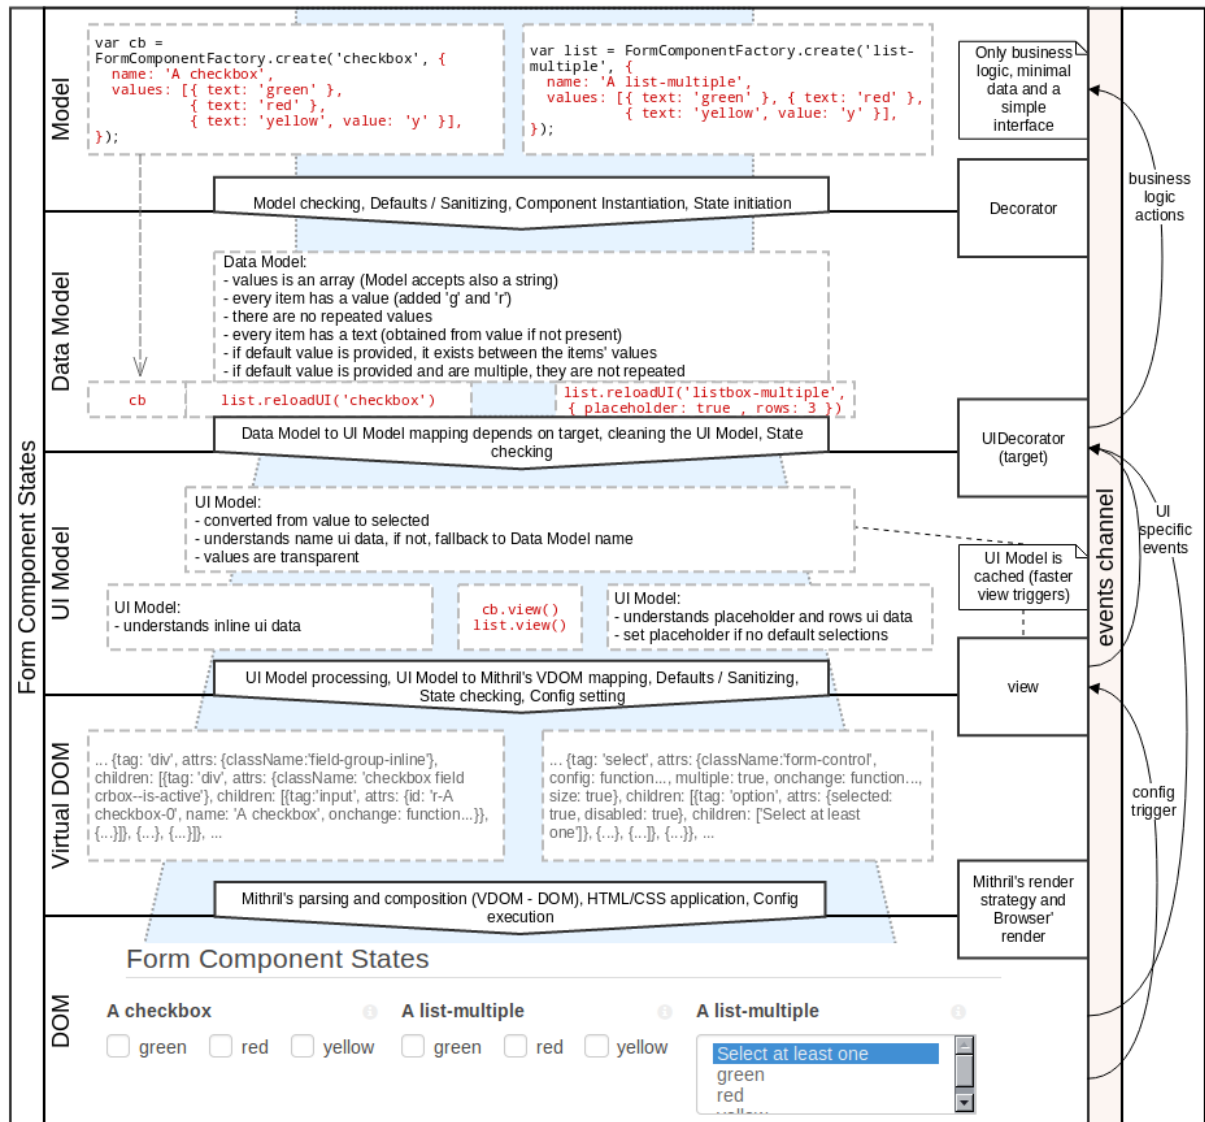 Form Component States
Model
var cb =
FormComponentFactory.create('checkbox', {
name: 'A checkbox',
values: [{ text: 'green' },
{ text: 'red' },
{ text: 'yellow', value: 'y' }],
});
var list = FormComponentFactory.create('list-
multiple', {
name: 'A list-multiple',
values: [{ text: 'green' }, { text: 'red' },
{ text: 'yellow', value: 'y' }],
});
Only business
logic, minimal
data and a
simple
interface
Model checking, Defaults / Sanitizing, Component Instantiation, State initiation
Decorator
business
logic
actions
Data Model
Data Model:
- values is an array (Model accepts also a string)
- every item has a value (added 'g' and 'r')
- there are no repeated values
- every item has a text (obtained from value if not present)
- if default value is provided, it exists between the items' values
- if default value is provided and are multiple, they are not repeated
cb
list.reloadUI('checkbox')
list.reloadUI('listbox-multiple',
{ placeholder: true , rows: 3 })
Data Model to UI Model mapping depends on target, cleaning the UI Model, State
checking
UIDecorator
(target)
events channel
UI
specific
events
UI Model
UI Model:
- converted from value to selected
- understands name ui data, if not, fallback to Data Model name
- values are transparent
UI Model is
cached (faster
view triggers)
UI Model:
- understands inline ui data
cb.view()
list.view()
UI Model:
- understands placeholder and rows ui data
- set placeholder if no default selections
UI Model processing, UI Model to Mithril's VDOM mapping, Defaults / Sanitizing,
State checking, Config setting
view
Virtual DOM
... {tag: 'div', attrs: {className:'field-group-inline'},
children: [{tag: 'div', attrs: {className: 'checkbox field
crbox--is-active'}, children: [{tag:'input', attrs: {id: 'r-A
checkbox-0', name: 'A checkbox', onchange: function...}},
{...}]}, {...}, {...}]}, ...
... {tag: 'select', attrs: {className:'form-control',
config: function..., multiple: true, onchange: function...,
size: true}, children: [{tag: 'option', attrs: {selected:
true, disabled: true}, children: ['Select at least
one']}, {...}, {...]}, {...}}, ...
config
trigger
Mithril's parsing and composition (VDOM - DOM), HTML/CSS application, Config
execution
Mithril's render
strategy and
Browser'
render
DOM
Form Component States
A checkbox
green red yellow
A list-multiple
green red yellow
A list-multiple
Select at least one
green
red